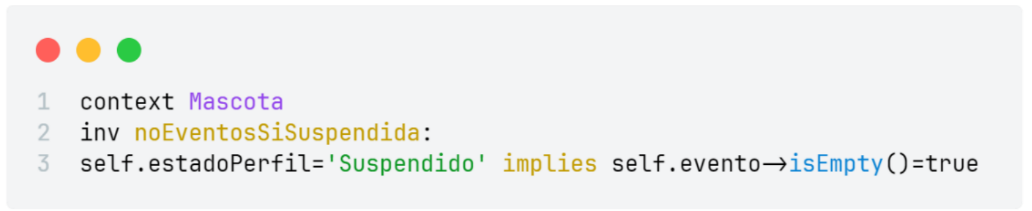 1 context Mascota
2 inv noEventosSiSuspendida:
3 self.estadoPerfil='Suspendido' implies self.evento->isEmpty()=true